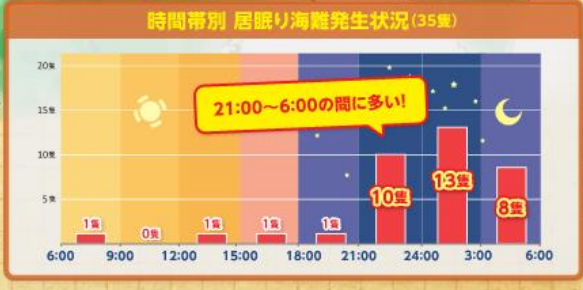 時間帯別 居眠り海難発生状況(35隻)
20隻
15隻
10隻
5隻
21:00〜6:00の間に多い!
1隻
0隻
1隻
1隻
1隻
10隻
13隻
8隻
6:00 9:00 12:00 15:00 18:00 21:00 24:00 3:00 6:00